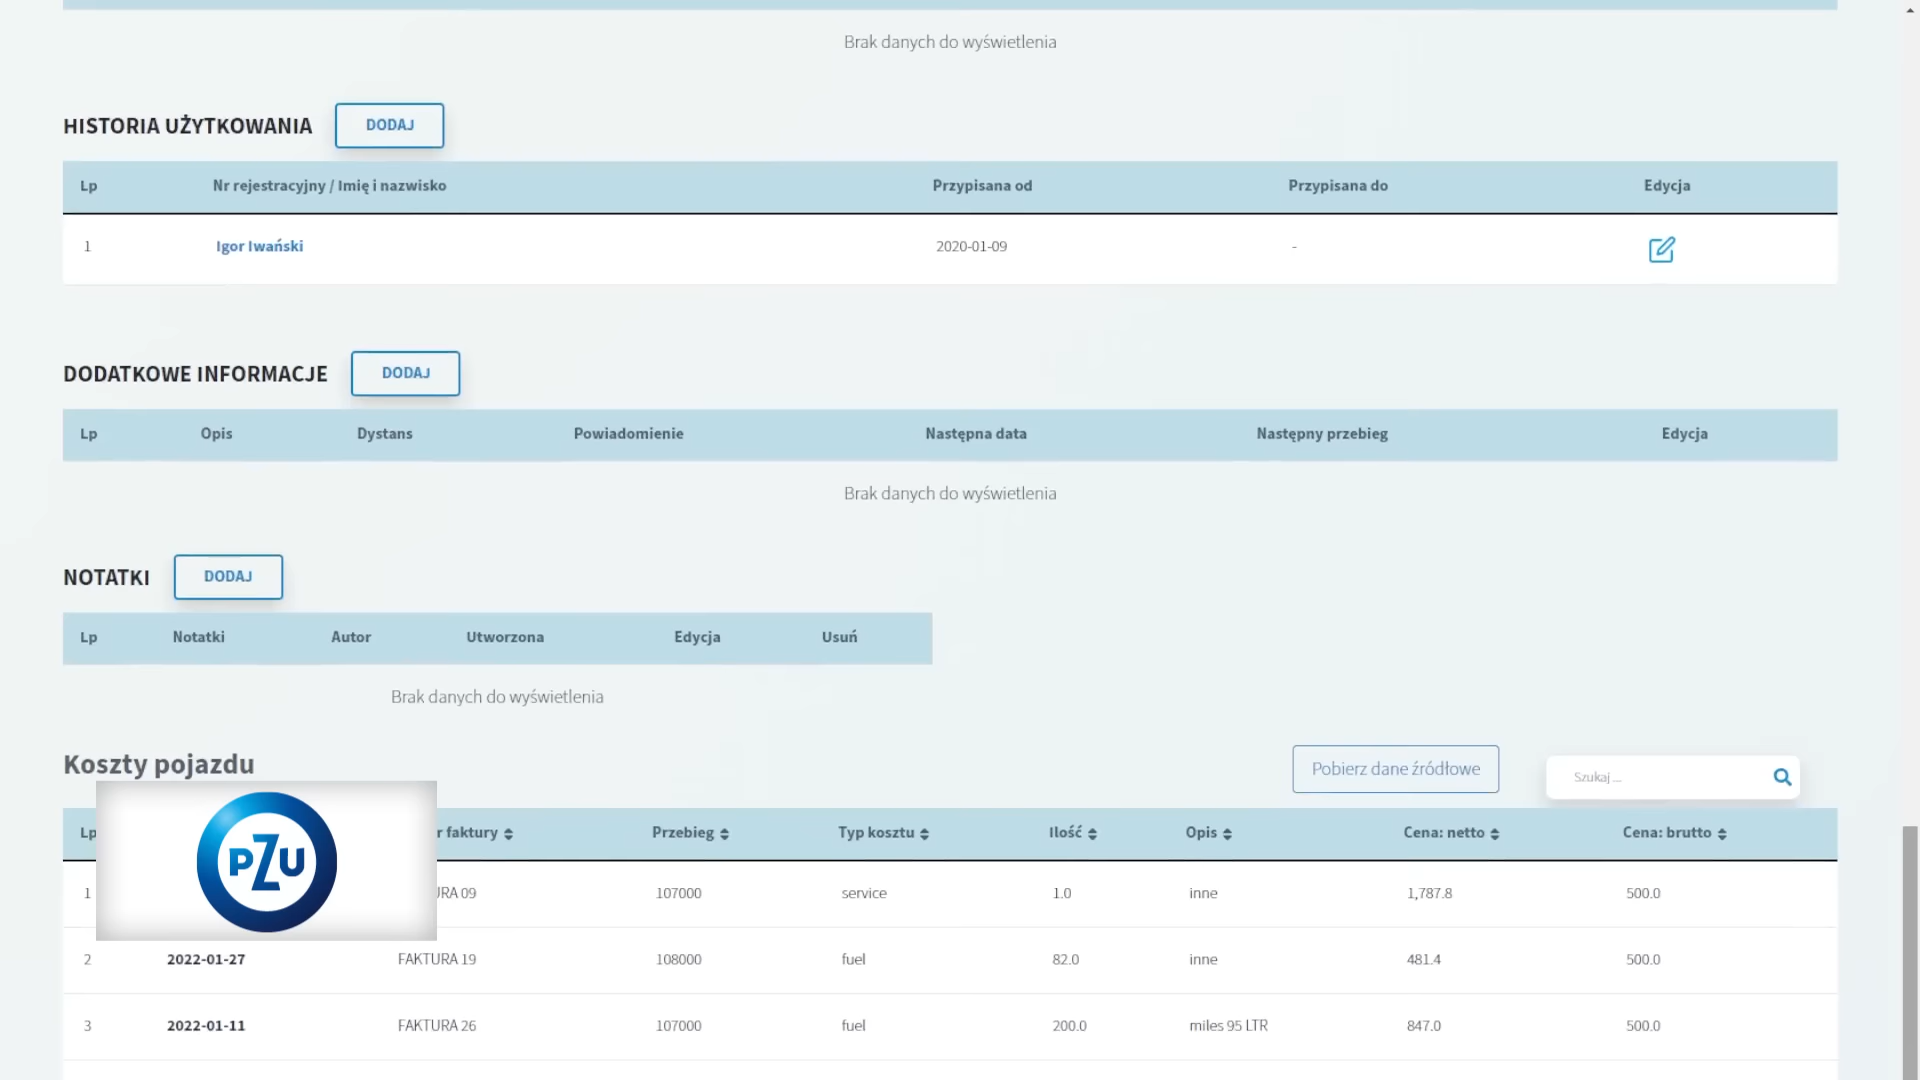 Brak danych do wyświetlenia
HISTORIA UŻYTKOWANIA DODAJ
Lp Nr rejestracyjny / Imię i nazwisko Przypisana od Przypisana do Edycja
1 Igor Iwański 2020-01-09 -
DODATKOWE INFORMACJE DODAJ
Lp Opis Dystans Powiadomienie Następna data Następny przebieg Edycja
Brak danych do wyświetlenia
NOTATKI DODAJ
Lp Notatki Autor Utworzona Edycja Usuń
Brak danych do wyświetlenia
Koszty pojazdu Pobierz dane źródłowe Szukaj ...
Lp faktury Przebieg Typ kosztu Ilość Opis Cena: netto Cena: brutto
PZU
1 09 107000 service 1.0 inne 1,787.8 500.0
2 2022-01-27 FAKTURA 19 108000 fuel 82.0 inne 481.4 500.0
3 2022-01-11 FAKTURA 26 107000 fuel 200.0 miles 95 LTR 847.0 500.0